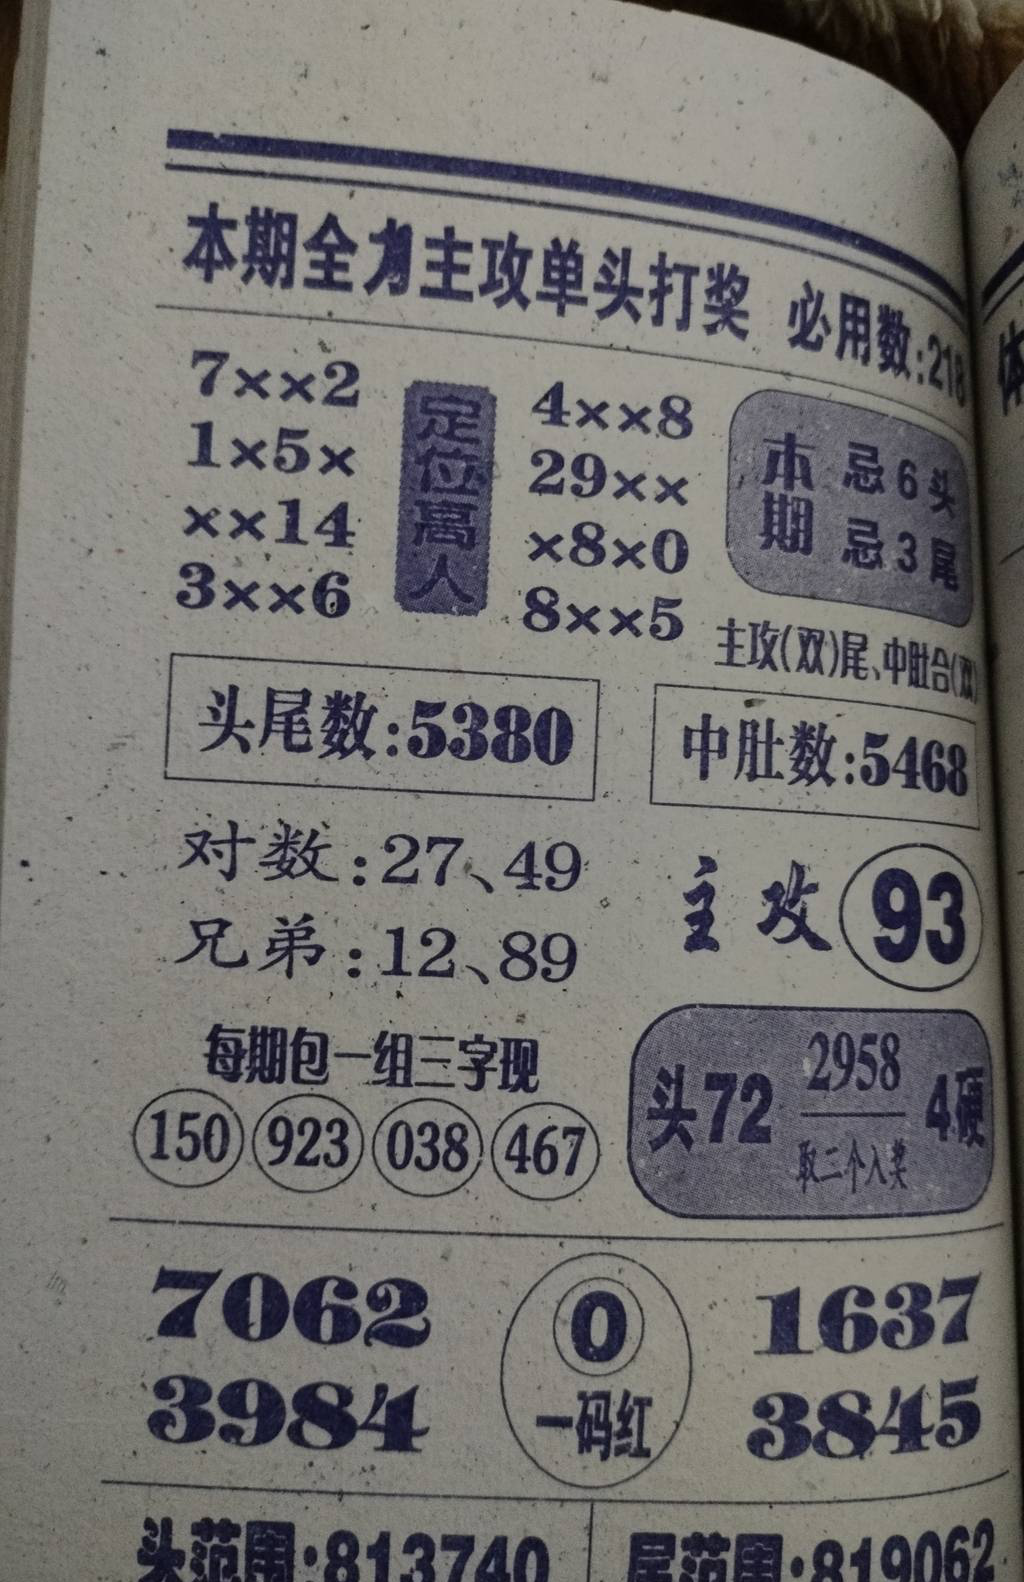 本期全力主攻单头打奖 必用数:218
7××2
1×5×
××14
3××6
定位高人
4××8
29××
×8×0
8××5
本期
忌6头
忌3尾
主攻(双)尾、中肚合(双)
头尾数:5380
中肚数:5468
对数:27、49
兄弟:12、89
主攻 93
每期包一组三字现
150 923 038 467
头72
2958
取二个入奖
4硬
7062
3984
0
一码红
1637
3845
头范围:813740
尾范围:819062
体